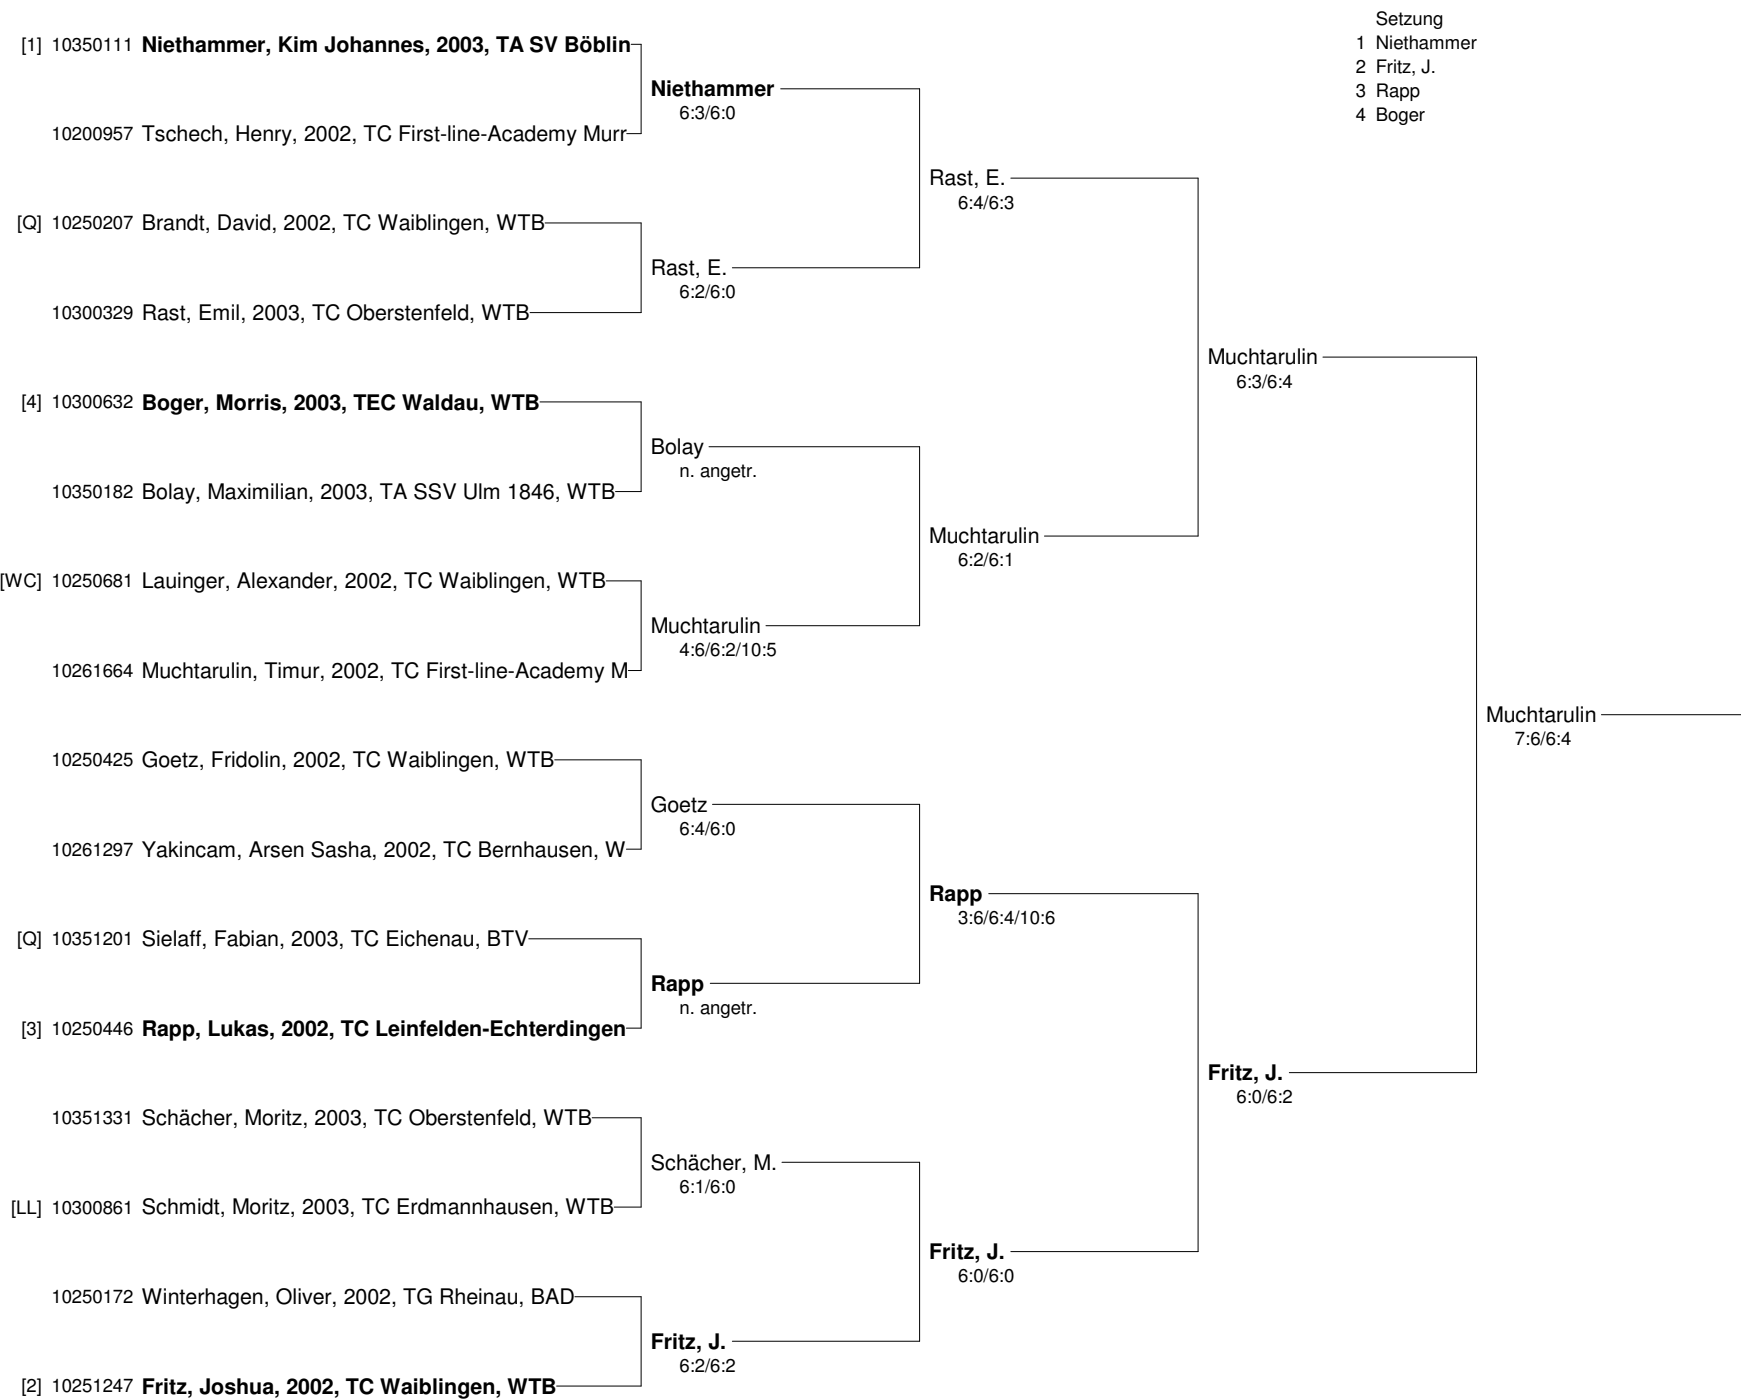 Setzung
1 Niethammer
2 Fritz, J.
3 Rapp
4 Boger
[1] 10350111 Niethammer, Kim Johannes, 2003, TA SV Böblin
Niethammer
6:3/6:0
10200957 Tschech, Henry, 2002, TC First-line-Academy Murr
Rast, E.
6:4/6:3
[Q] 10250207 Brandt, David, 2002, TC Waiblingen, WTB
Rast, E.
6:2/6:0
10300329 Rast, Emil, 2003, TC Oberstenfeld, WTB
Muchtarulin
6:3/6:4
[4] 10300632 Boger, Morris, 2003, TEC Waldau, WTB
Bolay
n. angetr.
10350182 Bolay, Maximilian, 2003, TA SSV Ulm 1846, WTB
Muchtarulin
6:2/6:1
[WC] 10250681 Lauinger, Alexander, 2002, TC Waiblingen, WTB
Muchtarulin
4:6/6:2/10:5
10261664 Muchtarulin, Timur, 2002, TC First-line-Academy M
Muchtarulin
7:6/6:4
10250425 Goetz, Fridolin, 2002, TC Waiblingen, WTB
Goetz
6:4/6:0
10261297 Yakincam, Arsen Sasha, 2002, TC Bernhausen, W
Rapp
3:6/6:4/10:6
[Q] 10351201 Sielaff, Fabian, 2003, TC Eichenau, BTV
Rapp
n. angetr.
[3] 10250446 Rapp, Lukas, 2002, TC Leinfelden-Echterdingen
Fritz, J.
6:0/6:2
10351331 Schächer, Moritz, 2003, TC Oberstenfeld, WTB
Schächer, M.
6:1/6:0
[LL] 10300861 Schmidt, Moritz, 2003, TC Erdmannhausen, WTB
Fritz, J.
6:0/6:0
10250172 Winterhagen, Oliver, 2002, TG Rheinau, BAD
Fritz, J.
6:2/6:2
[2] 10251247 Fritz, Joshua, 2002, TC Waiblingen, WTB